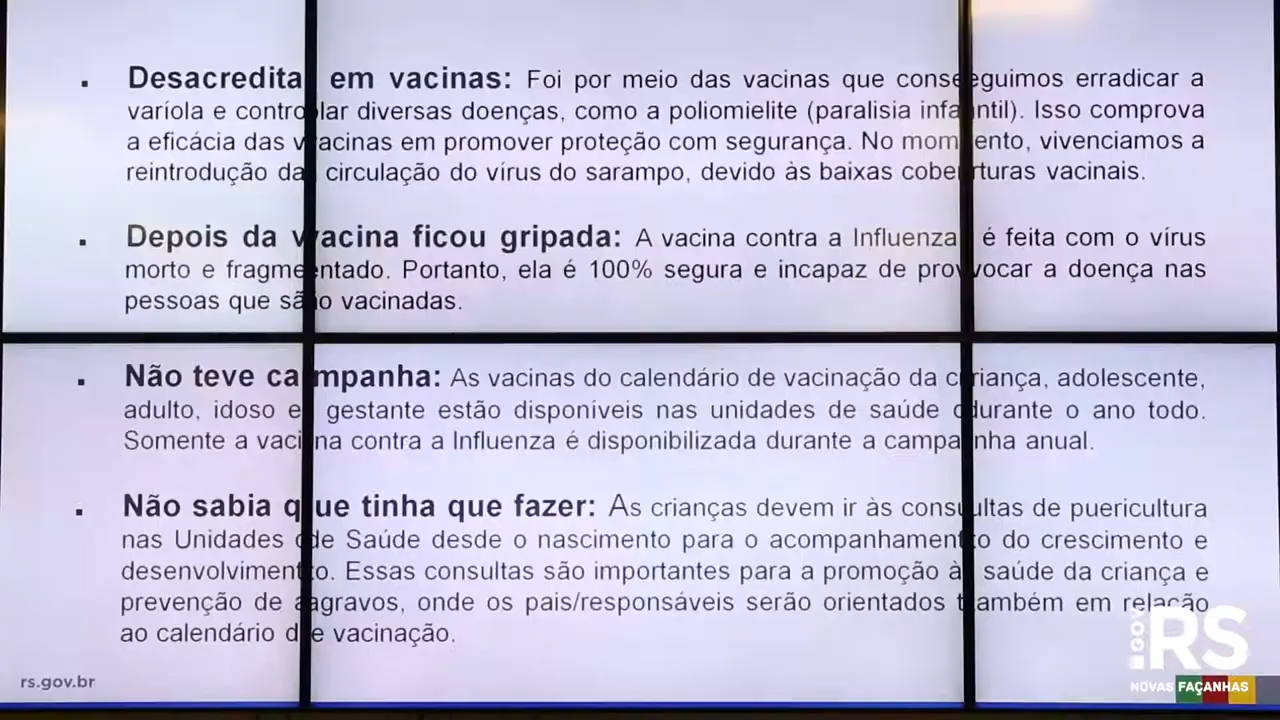 ▪ Desacredita em vacinas: Foi por meio das vacinas que conseguimos erradicar a
varíola e controlar diversas doenças, como a poliomielite (paralisia infantil). Isso comprova
a eficácia das vacinas em promover proteção com segurança. No momento, vivenciamos a
reintrodução da circulação do vírus do sarampo, devido às baixas coberturas vacinais.
▪ Depois da vacina ficou gripada: A vacina contra a Influenza é feita com o vírus
morto e fragmentado. Portanto, ela é 100% segura e incapaz de provocar a doença nas
pessoas que são vacinadas.
▪ Não teve campanha: As vacinas do calendário de vacinação da criança, adolescente,
adulto, idoso e gestante estão disponíveis nas unidades de saúde durante o ano todo.
Somente a vacina contra a Influenza é disponibilizada durante a campanha anual.
▪ Não sabia que tinha que fazer: As crianças devem ir às consultas de puericultura
nas Unidades de Saúde desde o nascimento para o acompanhamento do crescimento e
desenvolvimento. Essas consultas são importantes para a promoção à saúde da criança e
prevenção de agravos, onde os pais/responsáveis serão orientados também em relação
ao calendário de vacinação.
rs.gov.br
.GOV RS
NOVAS FAÇANHAS